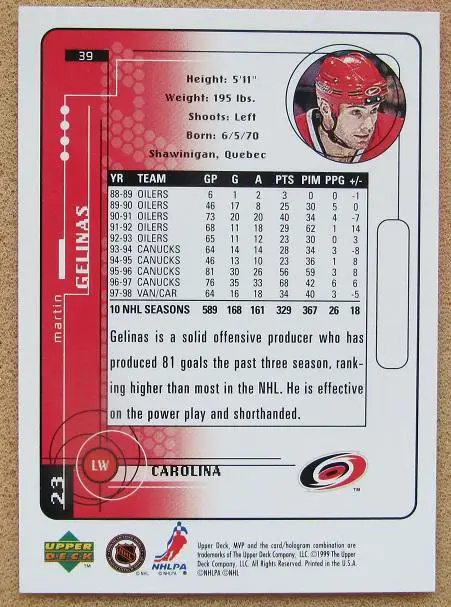 39
Height: 5'11"
Weight: 195 lbs.
Shoots: Left
Born: 6/5/70
Shawinigan, Quebec
martin
GELINAS
YR TEAM GP G A PTS PIM PPG +/-
88-89 OILERS 6 1 2 3 0 0 -1
89-90 OILERS 46 17 8 25 30 5 0
90-91 OILERS 73 20 20 40 34 4 -7
91-92 OILERS 68 11 18 29 62 1 14
92-93 OILERS 65 11 12 23 30 0 3
93-94 CANUCKS 64 14 14 28 34 3 -8
94-95 CANUCKS 46 13 10 23 36 1 8
95-96 CANUCKS 81 30 26 56 59 3 8
96-97 CANUCKS 76 35 33 68 42 6 6
97-98 VAN/CAR 64 16 18 34 40 3 -5
10 NHL SEASONS 589 168 161 329 367 26 18
Gelinas is a solid offensive producer who has
produced 81 goals the past three season, rank-
ing higher than most in the NHL. He is effective
on the power play and shorthanded.
23
LW
CAROLINA
TM
UPPER
DECK
TM
NHL
©NHL
NHLPA
©NHLPA
Upper Deck, MVP and the card/hologram combination are
trademarks of The Upper Deck Company, LLC. ©1999 The Upper
Deck Company, LLC. All Rights Reserved. Printed in the U.S.A.
©NHLPA ©NHL